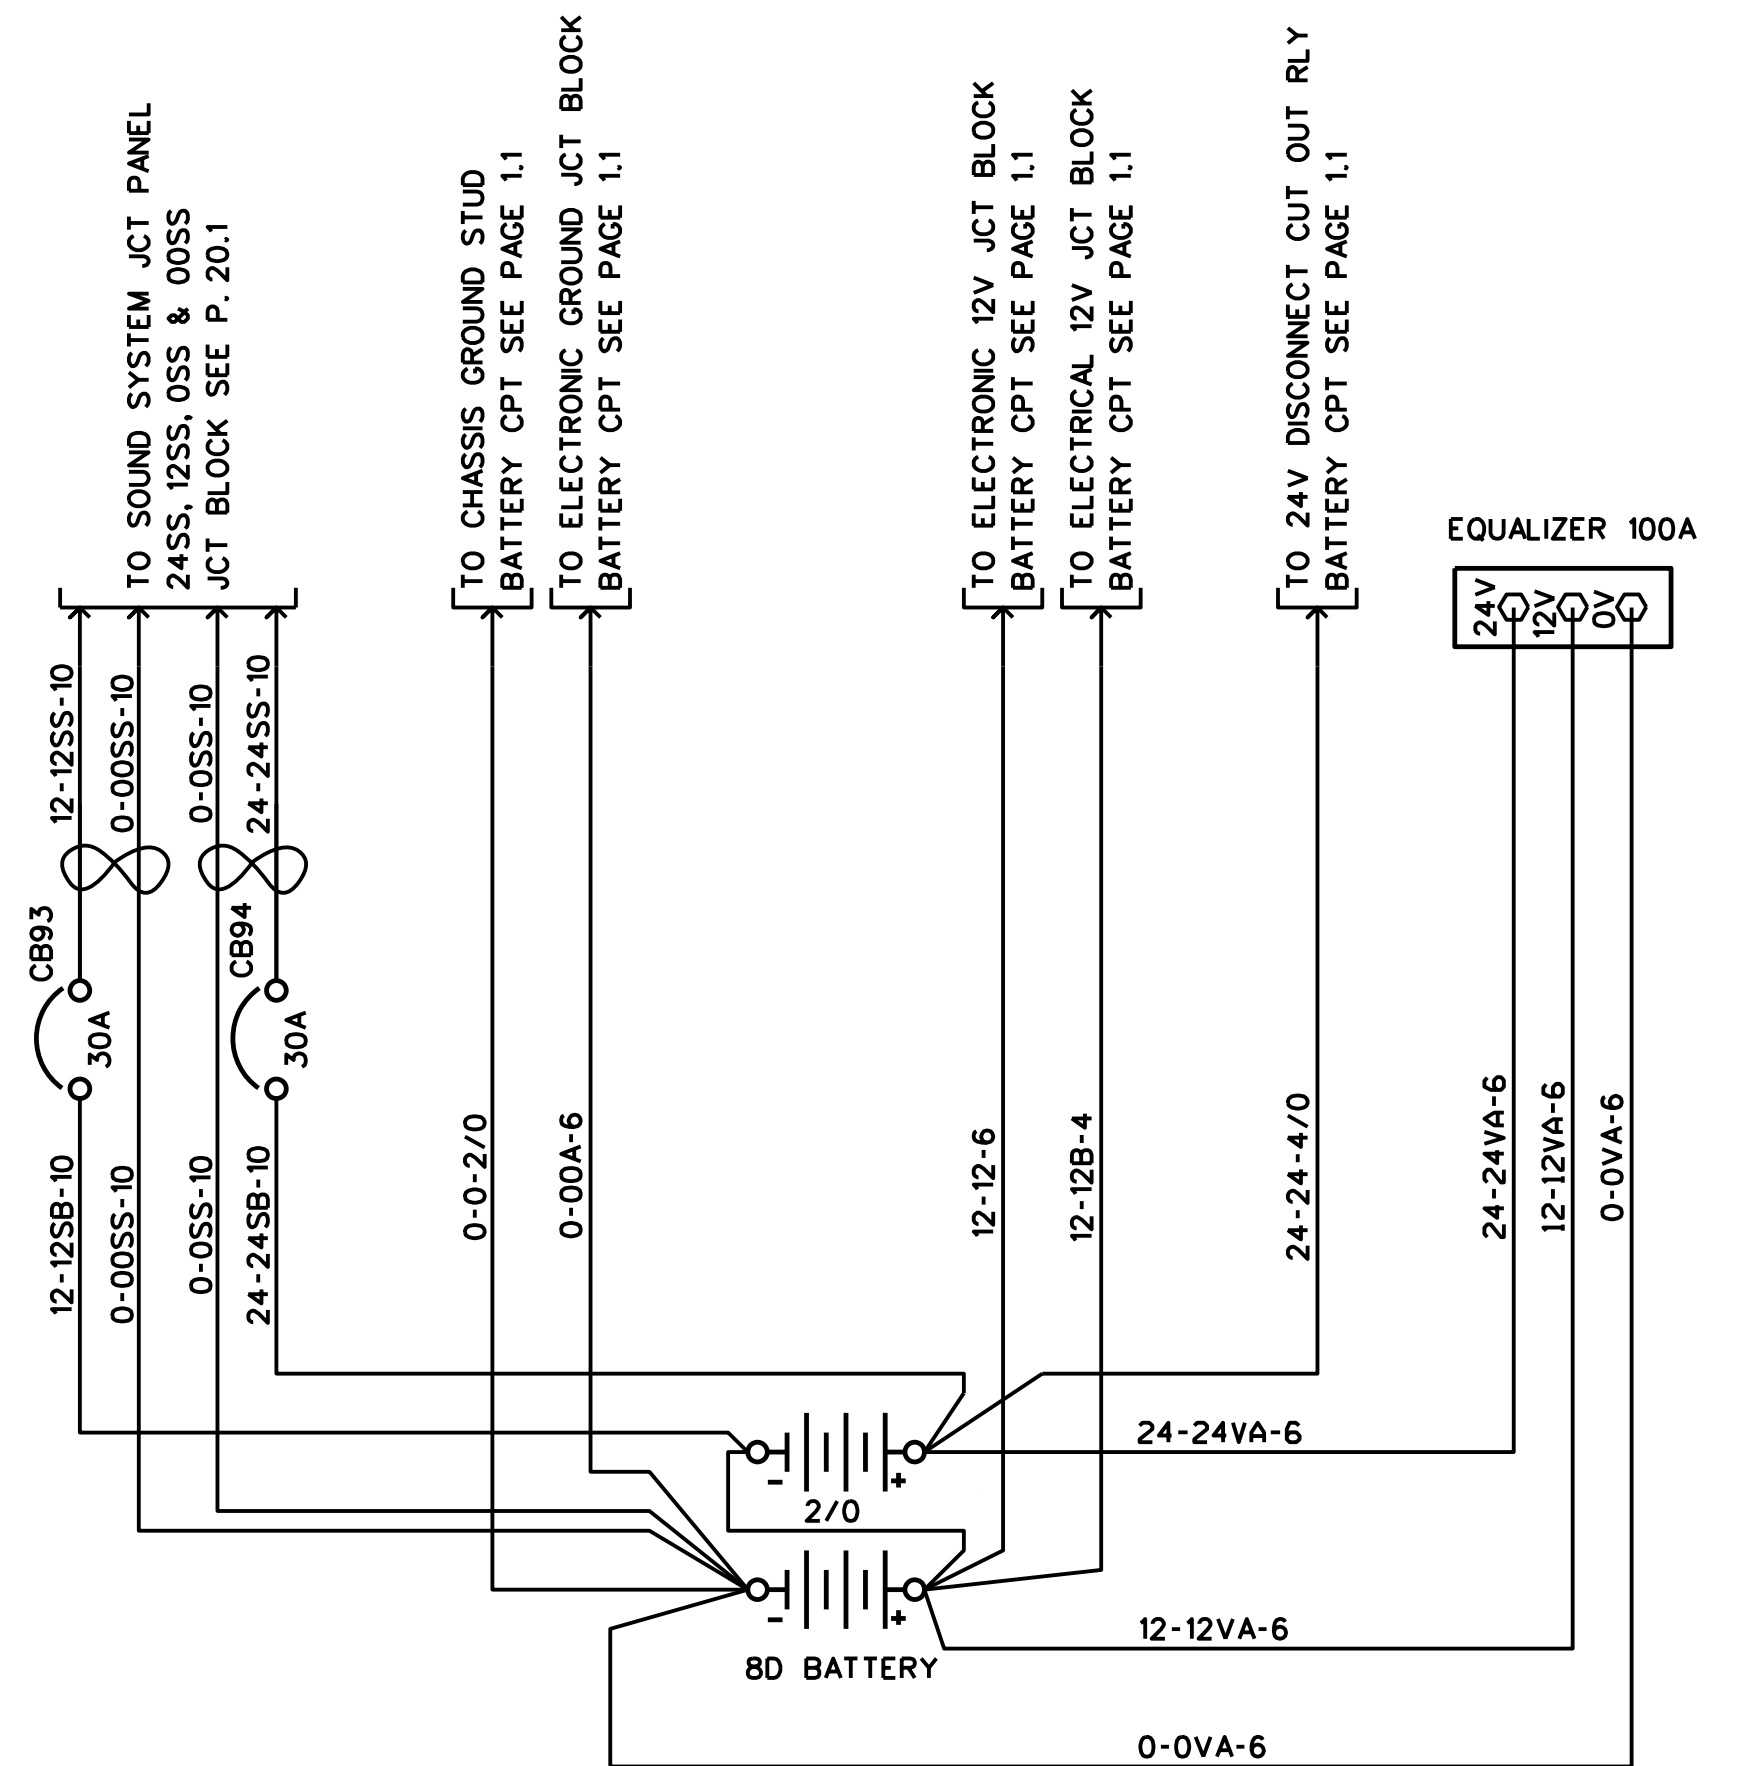 TO SOUND SYSTEM JCT PANEL
24SS, 12SS, 0SS & 00SS
JCT BLOCK SEE P. 20.1
TO CHASSIS GROUND STUD
BATTERY CPT SEE PAGE 1.1
TO ELECTRONIC GROUND JCT BLOCK
BATTERY CPT SEE PAGE 1.1
TO ELECTRONIC 12V JCT BLOCK
BATTERY CPT SEE PAGE 1.1
TO ELECTRICAL 12V JCT BLOCK
BATTERY CPT SEE PAGE 1.1
TO 24V DISCONNECT CUT OUT RLY
BATTERY CPT SEE PAGE 1.1
EQUALIZER 100A
24V
12V
0V
12-12SS-10
0-00SS-10
0-0SS-10
24-24SS-10
CB93
30A
CB94
30A
12-12SB-10
0-00SS-10
0-0SS-10
24-24SB-10
0-0-2/0
0-00A-6
12-12-6
12-12B-4
24-24-4/0
24-24VA-6
12-12VA-6
0-0VA-6
24-24VA-6
- +
2/0
- +
12-12VA-6
8D BATTERY
0-0VA-6